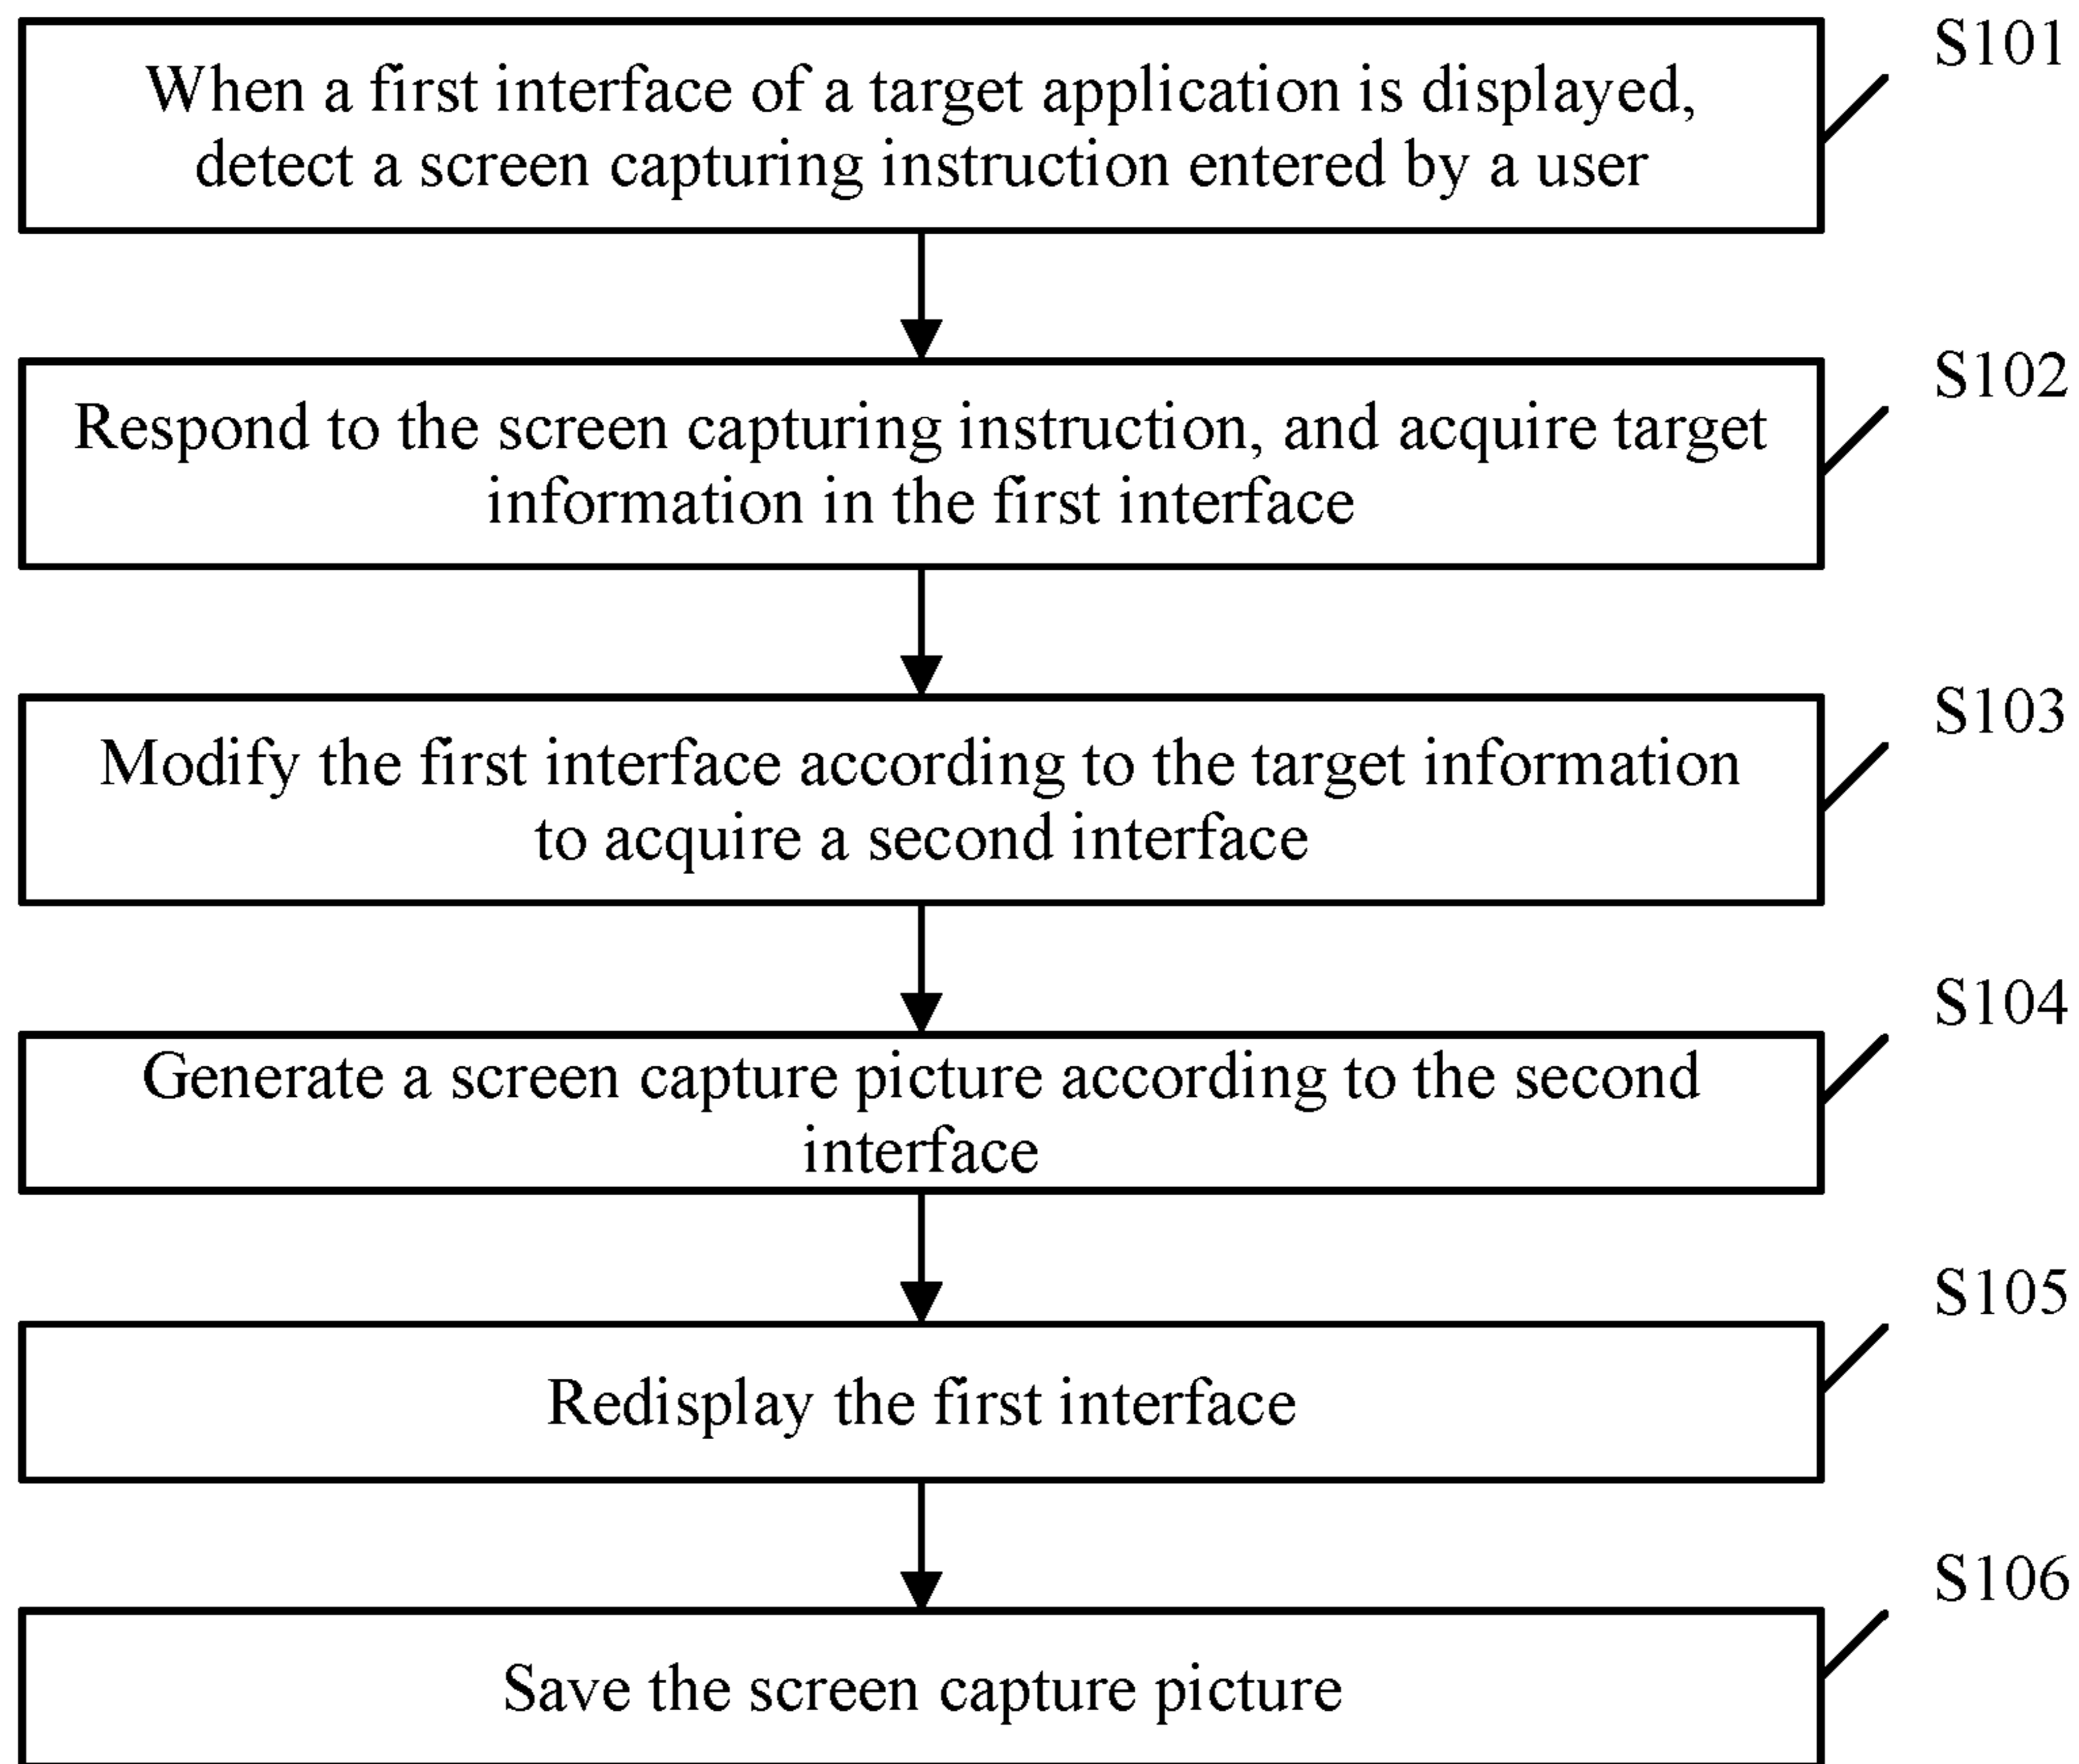 S101
When a first interface of a target application is displayed,
detect a screen capturing instruction entered by a user
S102
Respond to the screen capturing instruction, and acquire target
information in the first interface
S103
Modify the first interface according to the target information
to acquire a second interface
S104
Generate a screen capture picture according to the second
interface
S105
Redisplay the first interface
S106
Save the screen capture picture